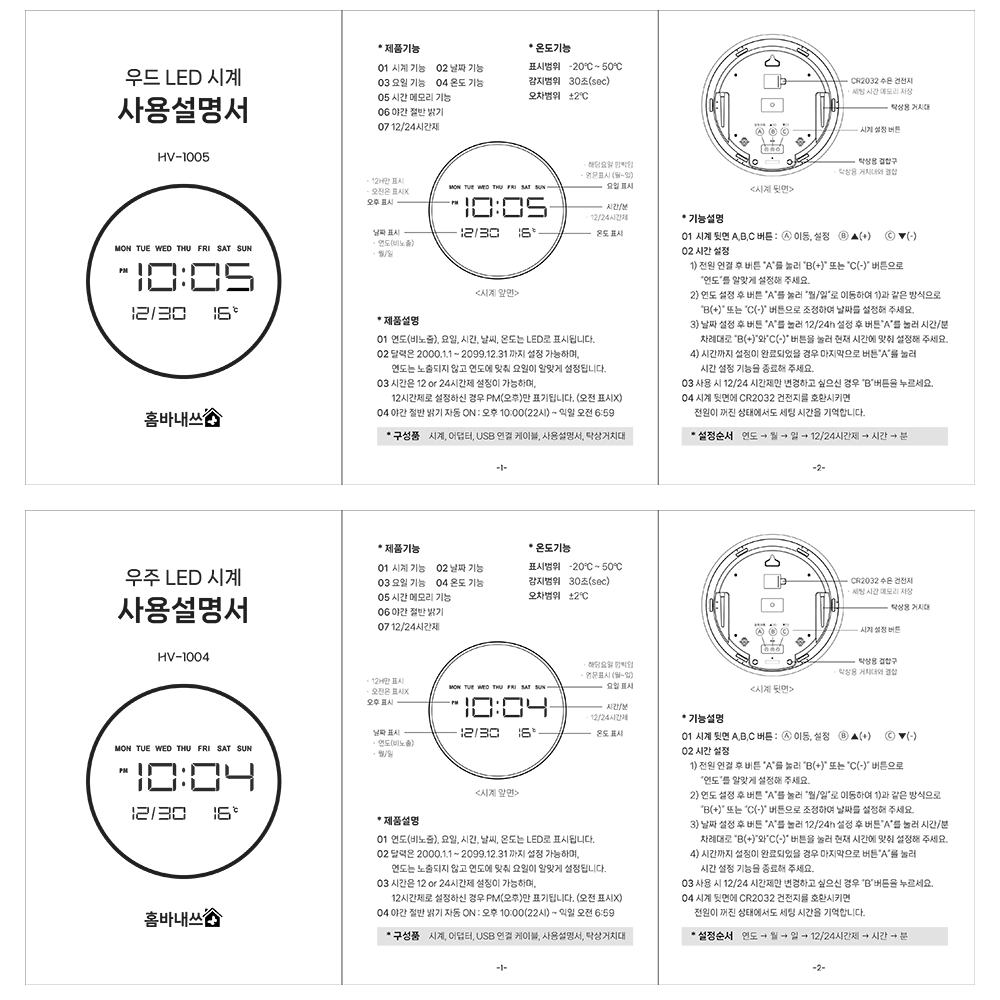 우드 LED 시계
사용설명서
HV-1005
MON TUE WED THU FRI SAT SUN
PM 10:05
12/30 16℃
홈바내쓰
* 제품기능
01 시계 기능 02 날짜 기능
03 요일 기능 04 온도 기능
05 시간 메모리 기능
06 야간 절반 밝기
07 12/24시간제
* 온도기능
표시범위 -20℃ ~ 50℃
감지범위 30초(sec)
오차범위 ±2℃
· 12H만 표시
· 오전은 표시X
오후 표시
날짜 표시
· 연도(비노출)
· 월/일
MON TUE WED THU FRI SAT SUN
PM 10:05
12/30 16℃
· 해당요일 깜박임
· 영문표시 (월~일)
요일 표시
시간/분
· 12/24시간제
온도 표시
<시계 앞면>
* 제품설명
01 연도(비노출), 요일, 시간, 날씨, 온도는 LED로 표시됩니다.
02 달력은 2000.1.1 ~ 2099.12.31 까지 설정 가능하며,
연도는 노출되지 않고 연도에 맞춰 요일이 알맞게 설정됩니다.
03 시간은 12 or 24시간제 설정이 가능하며,
12시간제로 설정하신 경우 PM(오후)만 표기됩니다. (오전 표시X)
04 야간 절반 밝기 자동 ON : 오후 10:00(22시) ~ 익일 오전 6:59
* 구성품 시계, 어댑터, USB 연결 케이블, 사용설명서, 탁상거치대
-1-
CR2032 수은 건전지
· 세팅 시간 메모리 저장
탁상용 거치대
A B C
시계 설정 버튼
탁상용 결합구
· 탁상용 거치대와 결합
<시계 뒷면>
* 기능설명
01 시계 뒷면 A,B,C 버튼 : Ⓐ 이동, 설정 Ⓑ ▲(+) Ⓒ ▼(-)
02 시간 설정
1) 전원 연결 후 버튼 "A"를 눌러 "B(+)" 또는 "C(-)" 버튼으로
"연도"를 알맞게 설정해 주세요.
2) 연도 설정 후 버튼 "A"를 눌러 "월/일"로 이동하여 1)과 같은 방식으로
"B(+)" 또는 "C(-)" 버튼으로 조정하여 날짜를 설정해 주세요.
3) 날짜 설정 후 버튼 "A"를 눌러 12/24h 설정 후 버튼"A"를 눌러 시간/분
차례대로 "B(+)"와"C(-)" 버튼을 눌러 현재 시간에 맞춰 설정해 주세요.
4) 시간까지 설정이 완료되었을 경우 마지막으로 버튼"A"를 눌러
시간 설정 기능을 종료해 주세요.
03 사용 시 12/24 시간제만 변경하고 싶으신 경우 "B"버튼을 누르세요.
04 시계 뒷면에 CR2032 건전지를 호환시키면
전원이 꺼진 상태에서도 세팅 시간을 기억합니다.
* 설정순서 연도 → 월 → 일 → 12/24시간제 → 시간 → 분
-2-
우주 LED 시계
사용설명서
HV-1004
MON TUE WED THU FRI SAT SUN
PM 10:04
12/30 16℃
홈바내쓰
* 제품기능
01 시계 기능 02 날짜 기능
03 요일 기능 04 온도 기능
05 시간 메모리 기능
06 야간 절반 밝기
07 12/24시간제
* 온도기능
표시범위 -20℃ ~ 50℃
감지범위 30초(sec)
오차범위 ±2℃
· 12H만 표시
· 오전은 표시X
오후 표시
날짜 표시
· 연도(비노출)
· 월/일
MON TUE WED THU FRI SAT SUN
PM 10:04
12/30 16℃
· 해당요일 깜박임
· 영문표시 (월~일)
요일 표시
시간/분
· 12/24시간제
온도 표시
<시계 앞면>
* 제품설명
01 연도(비노출), 요일, 시간, 날씨, 온도는 LED로 표시됩니다.
02 달력은 2000.1.1 ~ 2099.12.31 까지 설정 가능하며,
연도는 노출되지 않고 연도에 맞춰 요일이 알맞게 설정됩니다.
03 시간은 12 or 24시간제 설정이 가능하며,
12시간제로 설정하신 경우 PM(오후)만 표기됩니다. (오전 표시X)
04 야간 절반 밝기 자동 ON : 오후 10:00(22시) ~ 익일 오전 6:59
* 구성품 시계, 어댑터, USB 연결 케이블, 사용설명서, 탁상거치대
-1-
CR2032 수은 건전지
· 세팅 시간 메모리 저장
탁상용 거치대
A B C
시계 설정 버튼
탁상용 결합구
· 탁상용 거치대와 결합
<시계 뒷면>
* 기능설명
01 시계 뒷면 A,B,C 버튼 : Ⓐ 이동, 설정 Ⓑ ▲(+) Ⓒ ▼(-)
02 시간 설정
1) 전원 연결 후 버튼 "A"를 눌러 "B(+)" 또는 "C(-)" 버튼으로
"연도"를 알맞게 설정해 주세요.
2) 연도 설정 후 버튼 "A"를 눌러 "월/일"로 이동하여 1)과 같은 방식으로
"B(+)" 또는 "C(-)" 버튼으로 조정하여 날짜를 설정해 주세요.
3) 날짜 설정 후 버튼 "A"를 눌러 12/24h 설정 후 버튼"A"를 눌러 시간/분
차례대로 "B(+)"와"C(-)" 버튼을 눌러 현재 시간에 맞춰 설정해 주세요.
4) 시간까지 설정이 완료되었을 경우 마지막으로 버튼"A"를 눌러
시간 설정 기능을 종료해 주세요.
03 사용 시 12/24 시간제만 변경하고 싶으신 경우 "B"버튼을 누르세요.
04 시계 뒷면에 CR2032 건전지를 호환시키면
전원이 꺼진 상태에서도 세팅 시간을 기억합니다.
* 설정순서 연도 → 월 → 일 → 12/24시간제 → 시간 → 분
-2-